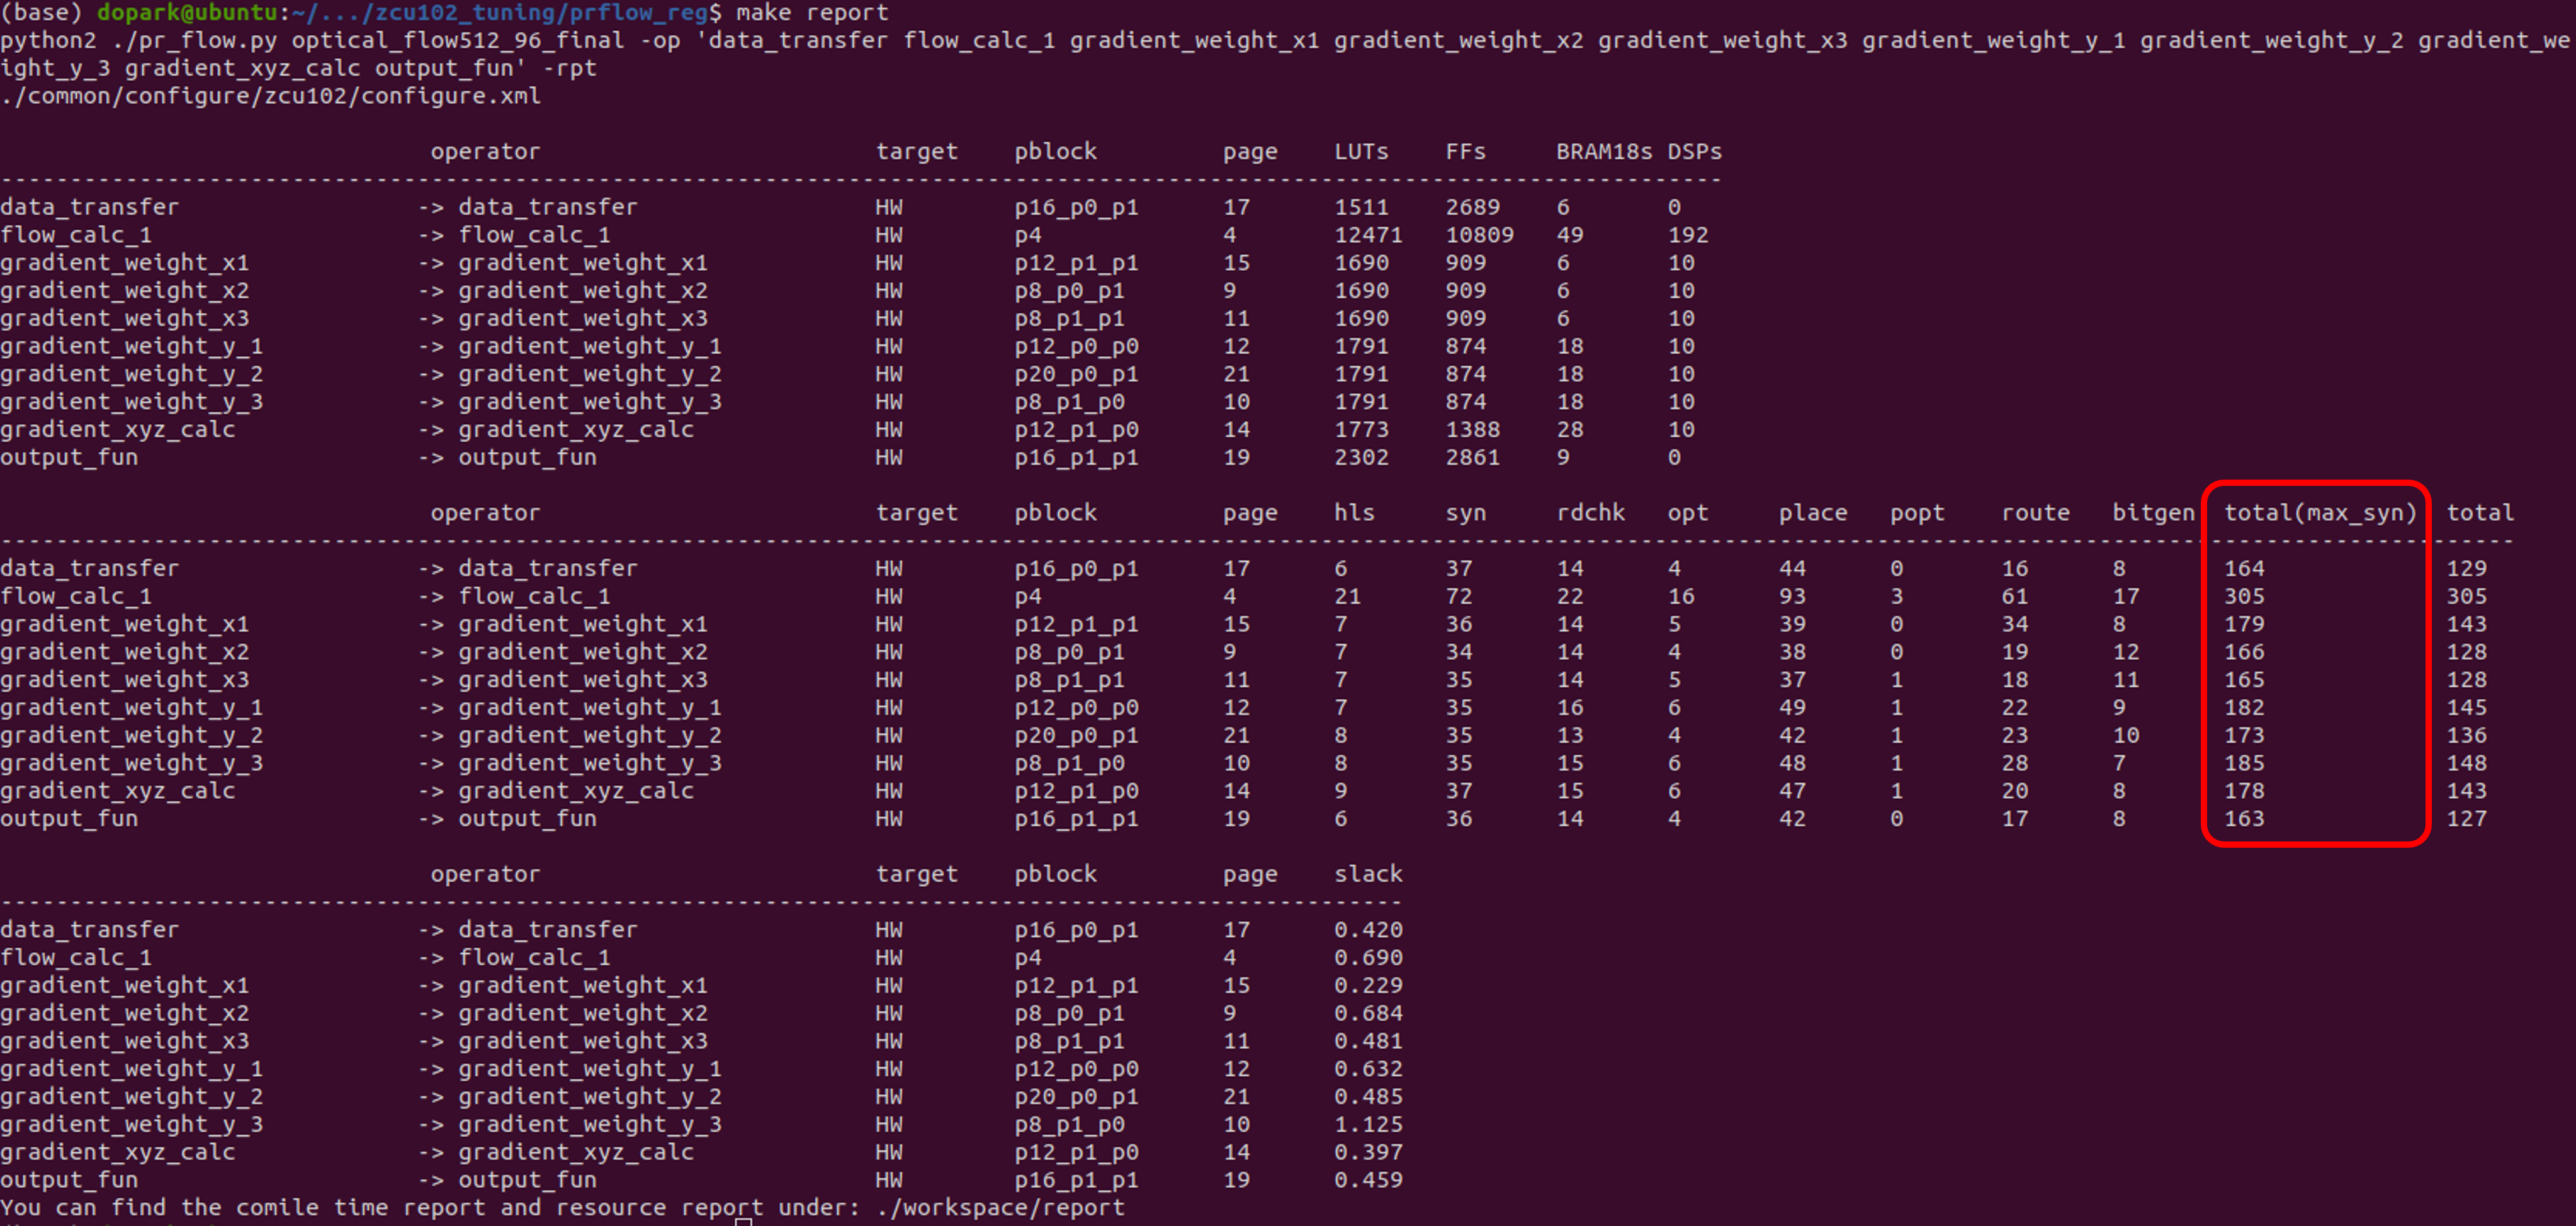 (base) dopark@ubuntu:~/.../zcu102_tuning/prflow_reg$ make report
python2 ./pr_flow.py optical_flow512_96_final -op 'data_transfer flow_calc_1 gradient_weight_x1 gradient_weight_x2 gradient_weight_x3 gradient_weight_y_1 gradient_weight_y_2 gradient_we
ight_y_3 gradient_xyz_calc output_fun' -rpt
./common/configure/zcu102/configure.xml
operator target pblock page LUTs FFs BRAM18s DSPs
----------------------------------------------------------------------------------------------------------------------------
data_transfer -> data_transfer HW p16_p0_p1 17 1511 2689 6 0
flow_calc_1 -> flow_calc_1 HW p4 4 12471 10809 49 192
gradient_weight_x1 -> gradient_weight_x1 HW p12_p1_p1 15 1690 909 6 10
gradient_weight_x2 -> gradient_weight_x2 HW p8_p0_p1 9 1690 909 6 10
gradient_weight_x3 -> gradient_weight_x3 HW p8_p1_p1 11 1690 909 6 10
gradient_weight_y_1 -> gradient_weight_y_1 HW p12_p0_p0 12 1791 874 18 10
gradient_weight_y_2 -> gradient_weight_y_2 HW p20_p0_p1 21 1791 874 18 10
gradient_weight_y_3 -> gradient_weight_y_3 HW p8_p1_p0 10 1791 874 18 10
gradient_xyz_calc -> gradient_xyz_calc HW p12_p1_p0 14 1773 1388 28 10
output_fun -> output_fun HW p16_p1_p1 19 2302 2861 9 0
operator target pblock page hls syn rdchk opt place popt route bitgen total(max_syn) total
-------------------------------------------------------------------------------------------------------------------------------------------------------------------------------------
data_transfer -> data_transfer HW p16_p0_p1 17 6 37 14 4 44 0 16 8 164 129
flow_calc_1 -> flow_calc_1 HW p4 4 21 72 22 16 93 3 61 17 305 305
gradient_weight_x1 -> gradient_weight_x1 HW p12_p1_p1 15 7 36 14 5 39 0 34 8 179 143
gradient_weight_x2 -> gradient_weight_x2 HW p8_p0_p1 9 7 34 14 4 38 0 19 12 166 128
gradient_weight_x3 -> gradient_weight_x3 HW p8_p1_p1 11 7 35 14 5 37 1 18 11 165 128
gradient_weight_y_1 -> gradient_weight_y_1 HW p12_p0_p0 12 7 35 16 6 49 1 22 9 182 145
gradient_weight_y_2 -> gradient_weight_y_2 HW p20_p0_p1 21 8 35 13 4 42 1 23 10 173 136
gradient_weight_y_3 -> gradient_weight_y_3 HW p8_p1_p0 10 8 35 15 6 48 1 28 7 185 148
gradient_xyz_calc -> gradient_xyz_calc HW p12_p1_p0 14 9 37 15 6 47 1 20 8 178 143
output_fun -> output_fun HW p16_p1_p1 19 6 36 14 4 42 0 17 8 163 127
operator target pblock page slack
-----------------------------------------------------------------------------------------------------
data_transfer -> data_transfer HW p16_p0_p1 17 0.420
flow_calc_1 -> flow_calc_1 HW p4 4 0.690
gradient_weight_x1 -> gradient_weight_x1 HW p12_p1_p1 15 0.229
gradient_weight_x2 -> gradient_weight_x2 HW p8_p0_p1 9 0.684
gradient_weight_x3 -> gradient_weight_x3 HW p8_p1_p1 11 0.481
gradient_weight_y_1 -> gradient_weight_y_1 HW p12_p0_p0 12 0.632
gradient_weight_y_2 -> gradient_weight_y_2 HW p20_p0_p1 21 0.485
gradient_weight_y_3 -> gradient_weight_y_3 HW p8_p1_p0 10 1.125
gradient_xyz_calc -> gradient_xyz_calc HW p12_p1_p0 14 0.397
output_fun -> output_fun HW p16_p1_p1 19 0.459
You can find the comile time report and resource report under: ./workspace/report